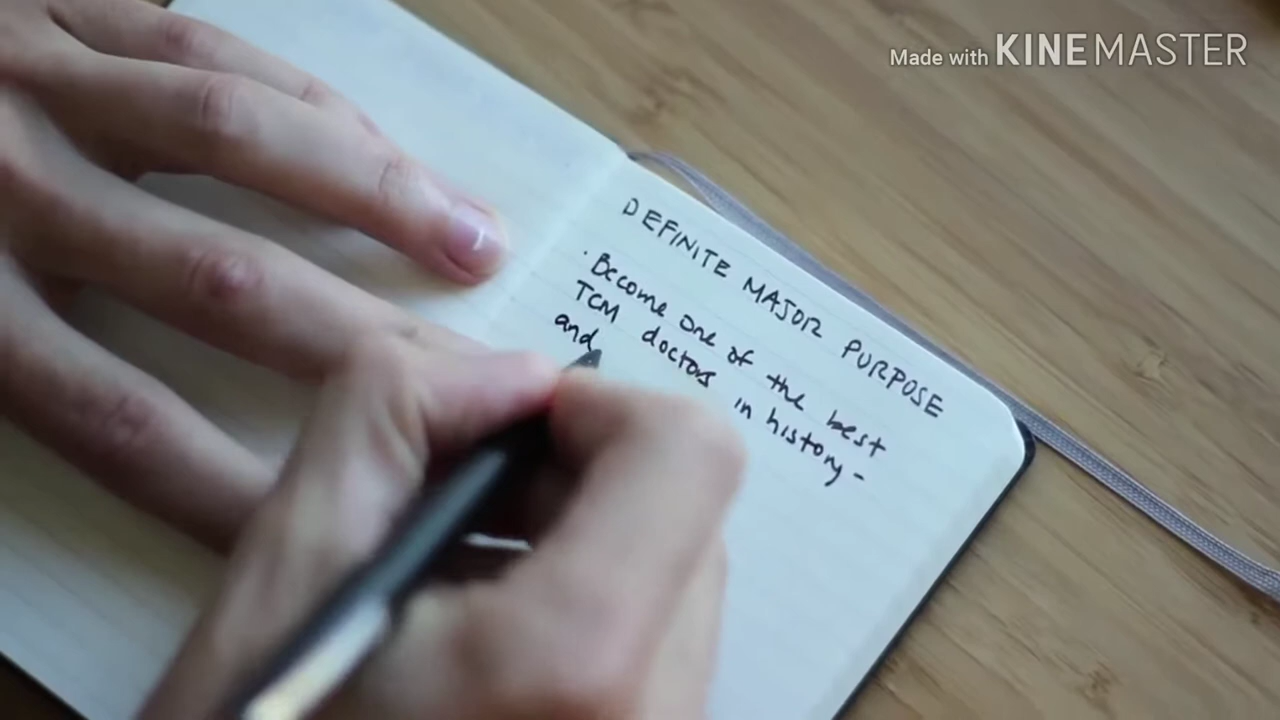 Made with KINEMASTER
DEFINITE MAJOR PURPOSE
· Become one of the best
TCM doctors in history-
and